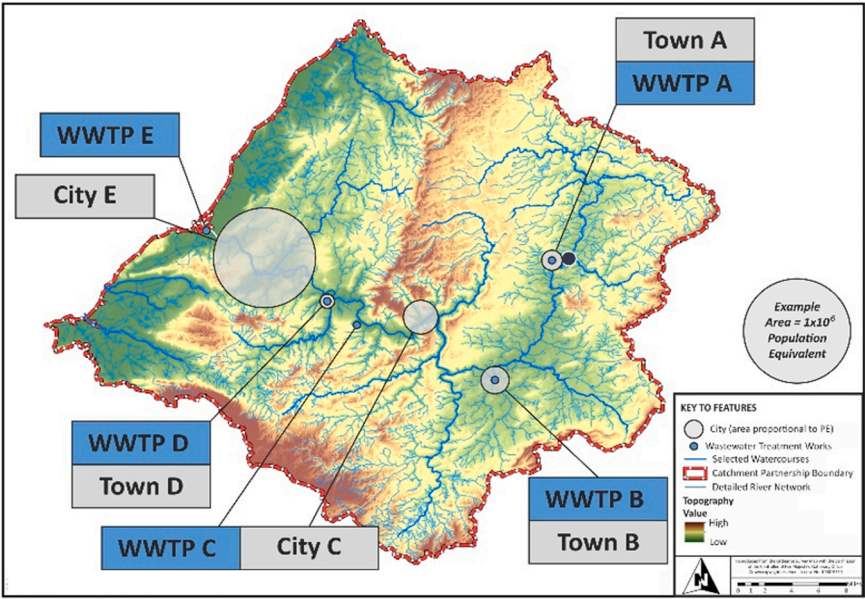 Town A
WWTP A
WWTP E
City E
Example
Area = 1x10⁶
Population
Equivalent
WWTP D
Town D
WWTP C
City C
WWTP B
Town B
KEY TO FEATURES
City (area proportional to PE)
Wastewater Treatment Works
Selected Watercourses
Catchment Partnership Boundary
Detailed River Network
Topography
Value
High
Low
N
0 1 2 4 6 8